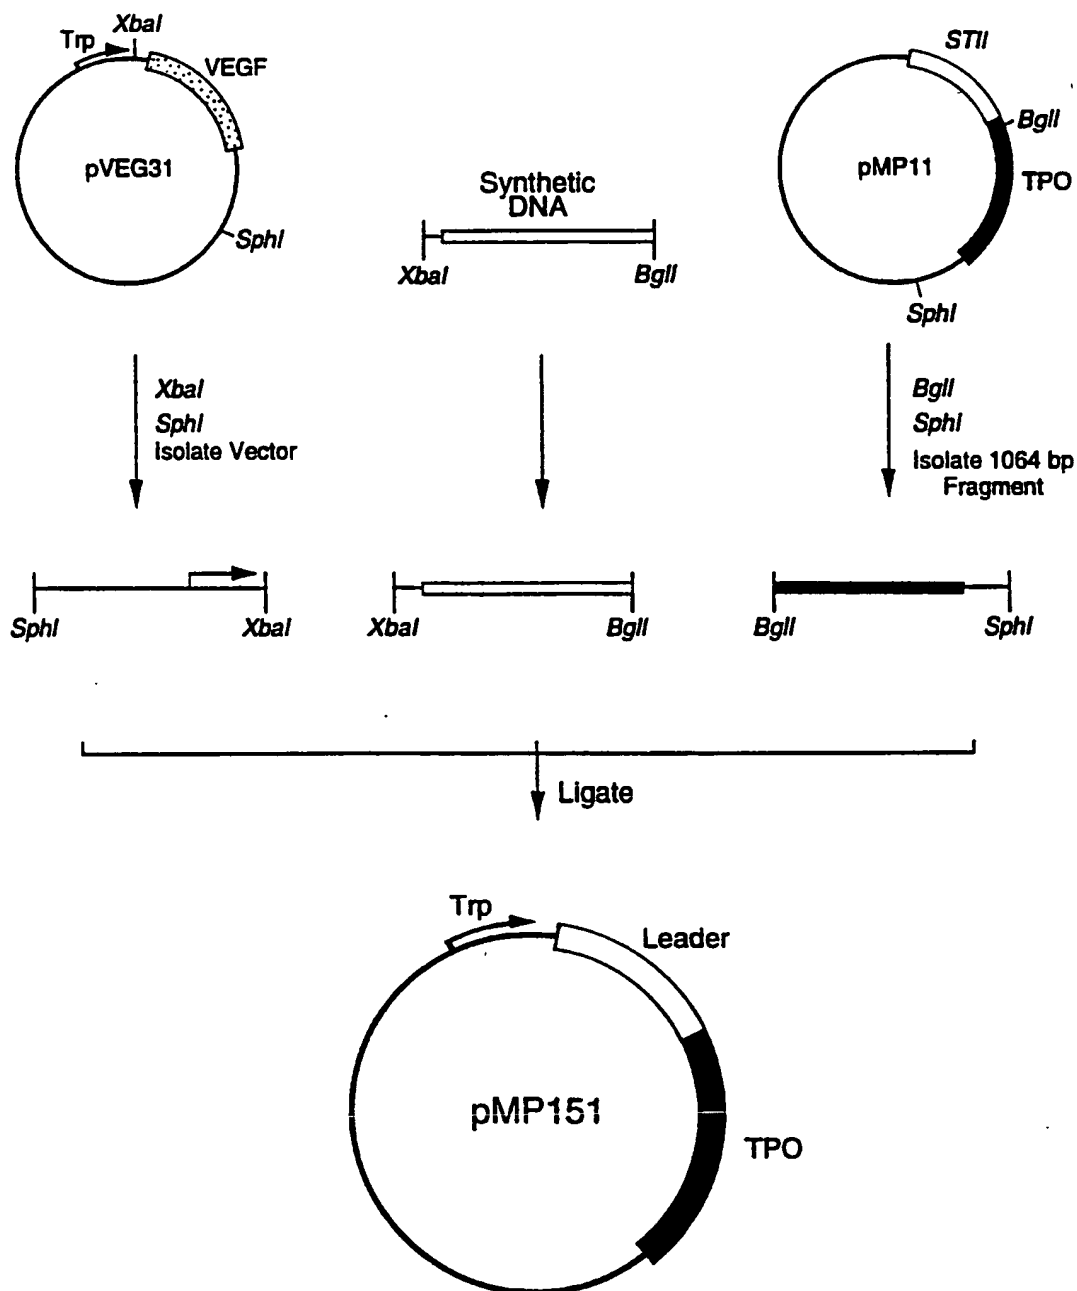 XbaI
Trp
VEGF
pVEG31
SphI
Synthetic
DNA
XbaI
BglI
STII
BglI
pMP11
TPO
SphI
XbaI
SphI
Isolate Vector
BglI
SphI
Isolate 1064 bp
Fragment
SphI
XbaI
XbaI
BglI
BglI
SphI
Ligate
Trp
Leader
pMP151
TPO